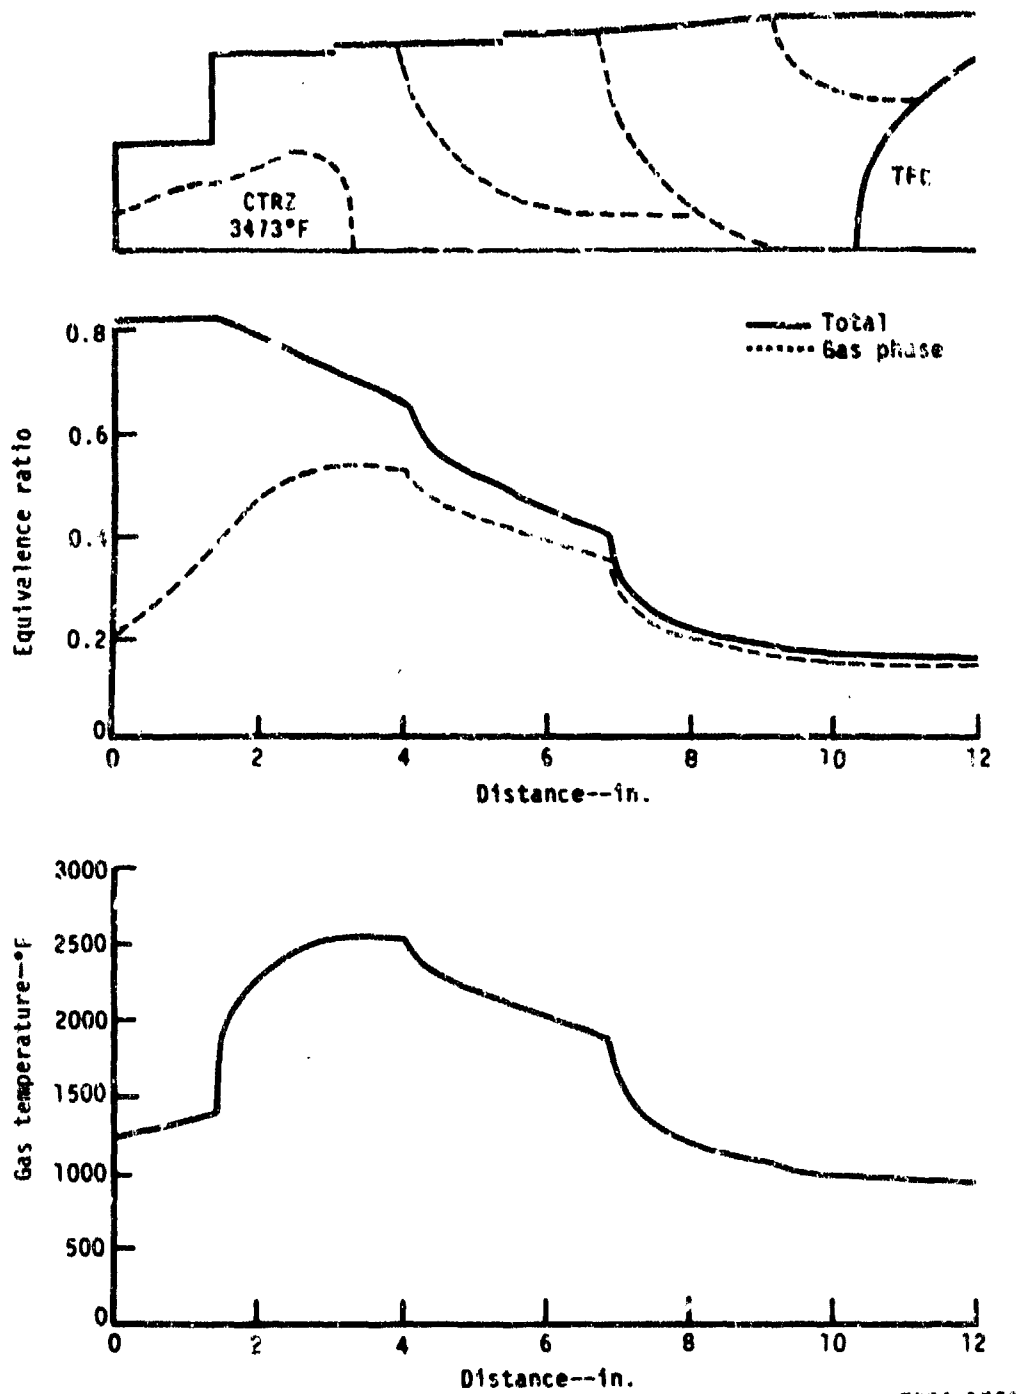 CTRZ
3473°F
Total
Gas phase
Equivalence ratio
0.8
0.6
0.4
0.2
0
0 2 4 6 8 10 12
Distance--in.
Gas temperature—°F
3000
2500
2000
1500
1000
500
0
0 2 4 6 8 10 12
Distance--in.